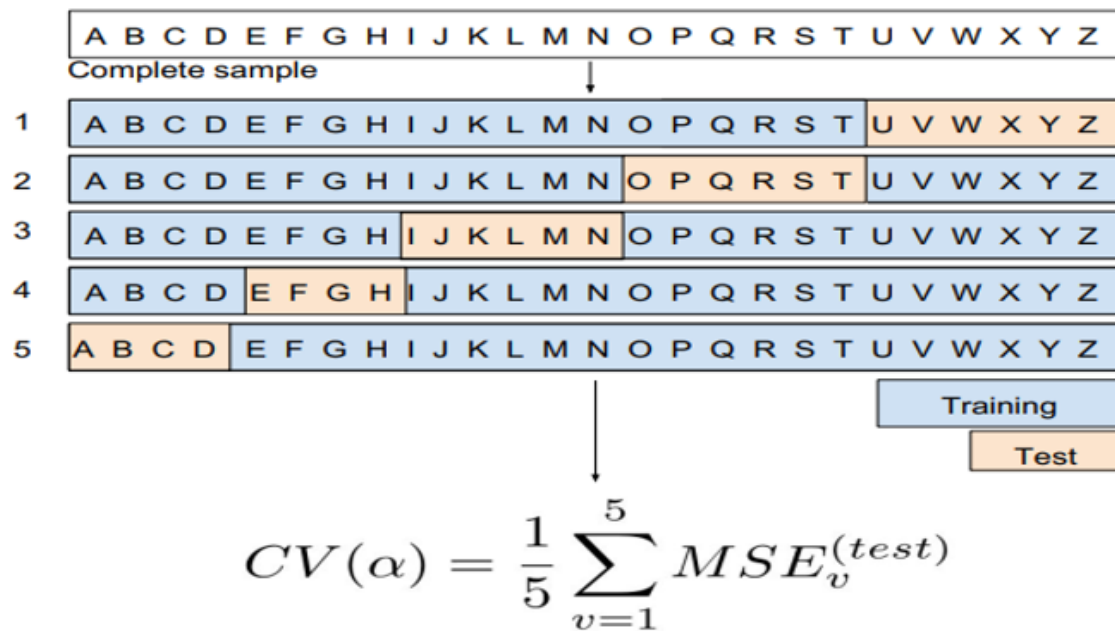 A B C D E F G H I J K L M N O P Q R S T U V W X Y Z
Complete sample
1 A B C D E F G H I J K L M N O P Q R S T U V W X Y Z
2 A B C D E F G H I J K L M N O P Q R S T U V W X Y Z
3 A B C D E F G H I J K L M N O P Q R S T U V W X Y Z
4 A B C D E F G H I J K L M N O P Q R S T U V W X Y Z
5 A B C D E F G H I J K L M N O P Q R S T U V W X Y Z
Training
Test
CV(α) = 1/5 ∑_{v=1}^{5} MSE_v^{(test)}